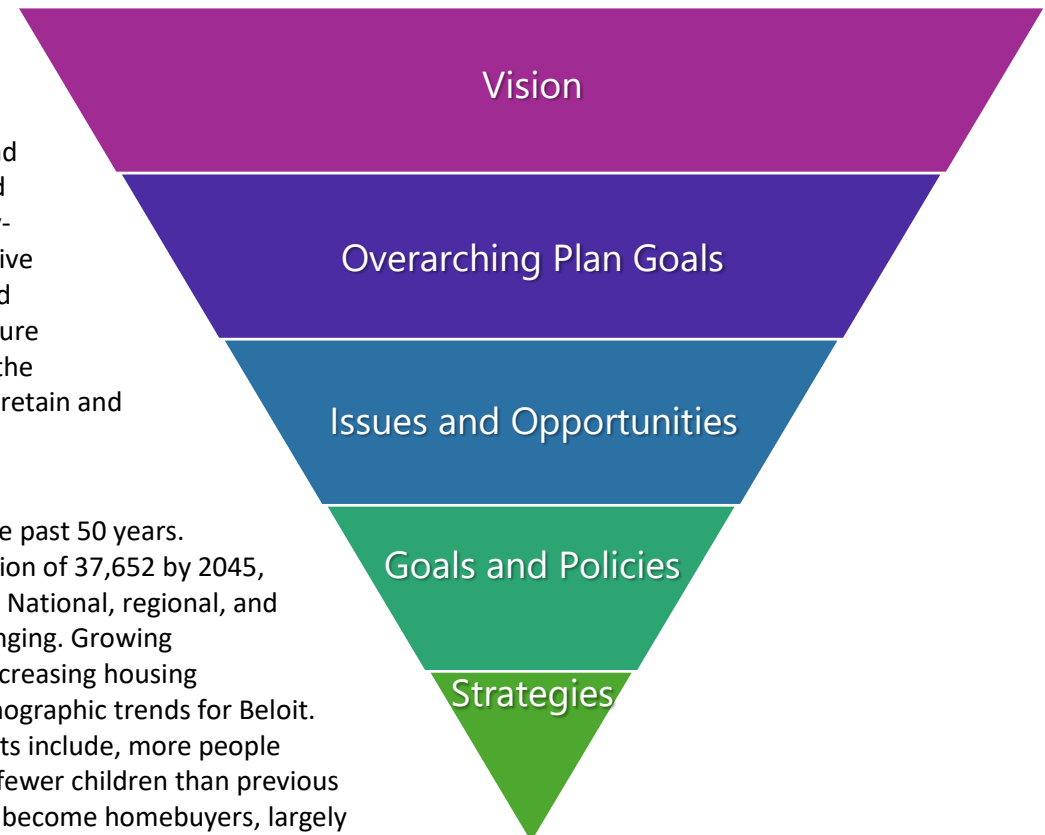 nd
d
y-
ive
d
ure
the
retain and
e past 50 years.
ion of 37,652 by 2045,
National, regional, and
nging. Growing
creasing housing
nographic trends for Beloit.
ts include, more people
fewer children than previous
become homebuyers, largely
Vision
Overarching Plan Goals
Issues and Opportunities
Goals and Policies
Strategies